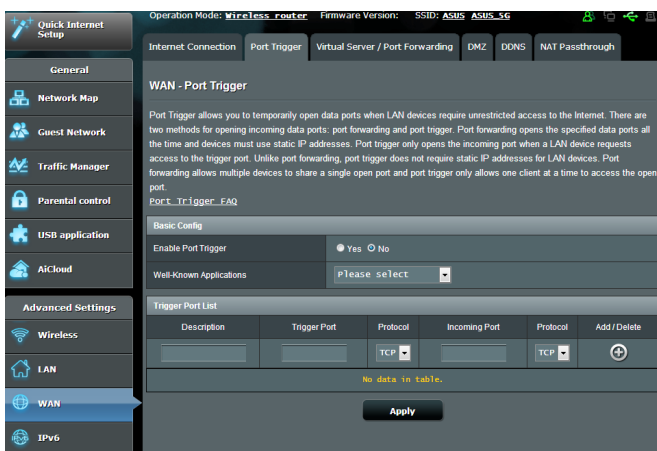 Quick Internet
Setup
General
Network Map
Guest Network
Traffic Manager
Parental control
USB application
AiCloud
Advanced Settings
Wireless
LAN
WAN
IPv6
Operation Mode: Wireless router Firmware Version: SSID: ASUS ASUS_5G
Internet Connection Port Trigger Virtual Server / Port Forwarding DMZ DDNS NAT Passthrough
WAN - Port Trigger
Port Trigger allows you to temporarily open data ports when LAN devices require unrestricted access to the Internet. There are
two methods for opening incoming data ports: port forwarding and port trigger. Port forwarding opens the specified data ports all
the time and devices must use static IP addresses. Port trigger only opens the incoming port when a LAN device requests
access to the trigger port. Unlike port forwarding, port trigger does not require static IP addresses for LAN devices. Port
forwarding allows multiple devices to share a single open port and port trigger only allows one client at a time to access the open
port.
Port Trigger FAQ
Basic Config
Enable Port Trigger Yes No
Well-Known Applications Please select
Trigger Port List
Description Trigger Port Protocol Incoming Port Protocol Add / Delete
TCP TCP
No data in table.
Apply